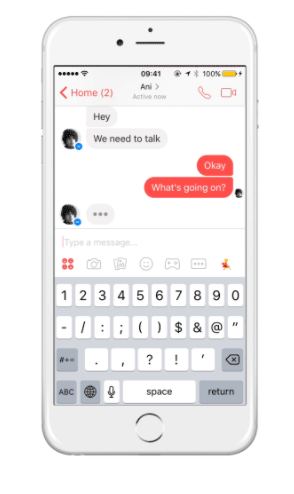 09:41
100%
Home (2)
Ani >
Active now
Hey
We need to talk
Okay
What's going on?
Type a message...
1 2 3 4 5 6 7 8 9 0
- / : ; ( ) $ & @ "
#+= . , ? ! ' 
ABC space return